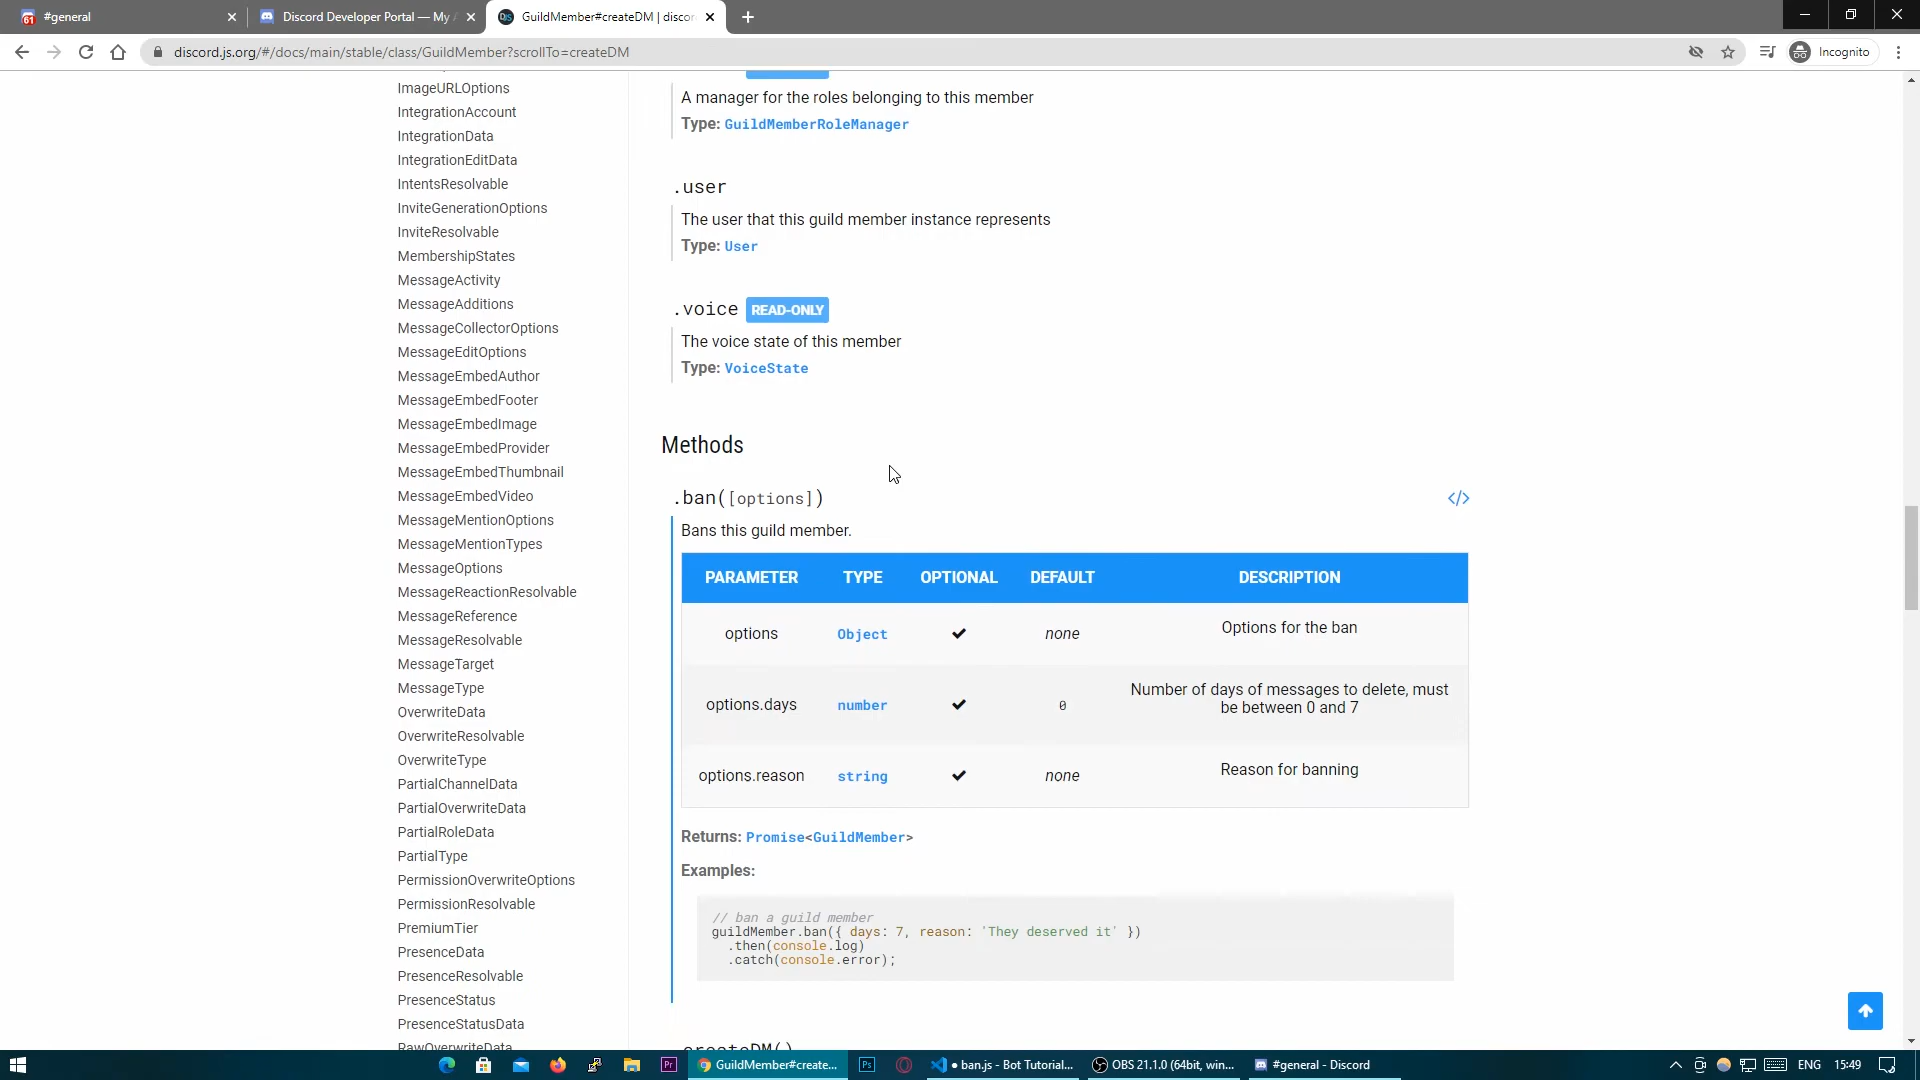 61
#general
Discord Developer Portal — My A
GuildMember#createDM | discor
discord.js.org/#/docs/main/stable/class/GuildMember?scrollTo=createDM
Incognito
ImageURLOptions
IntegrationAccount
IntegrationData
IntegrationEditData
IntentsResolvable
InviteGenerationOptions
InviteResolvable
MembershipStates
MessageActivity
MessageAdditions
MessageCollectorOptions
MessageEditOptions
MessageEmbedAuthor
MessageEmbedFooter
MessageEmbedImage
MessageEmbedProvider
MessageEmbedThumbnail
MessageEmbedVideo
MessageMentionOptions
MessageMentionTypes
MessageOptions
MessageReactionResolvable
MessageReference
MessageResolvable
MessageTarget
MessageType
OverwriteData
OverwriteResolvable
OverwriteType
PartialChannelData
PartialOverwriteData
PartialRoleData
PartialType
PermissionOverwriteOptions
PermissionResolvable
PremiumTier
PresenceData
PresenceResolvable
PresenceStatus
PresenceStatusData
RawOverwriteData
A manager for the roles belonging to this member
Type: GuildMemberRoleManager
.user
The user that this guild member instance represents
Type: User
.voice READ-ONLY
The voice state of this member
Type: VoiceState
Methods
.ban([options])
</>
Bans this guild member.
PARAMETER TYPE OPTIONAL DEFAULT DESCRIPTION
options Object ✔ none Options for the ban
options.days number ✔ 0 Number of days of messages to delete, must
be between 0 and 7
options.reason string ✔ none Reason for banning
Returns: Promise<GuildMember>
Examples:
// ban a guild member
guildMember.ban({ days: 7, reason: 'They deserved it' })
.then(console.log)
.catch(console.error);
.createDM()
Pr
GuildMember#create...
Ps
● ban.js - Bot Tutorial...
OBS 21.1.0 (64bit, win...
#general - Discord
ENG
15:49